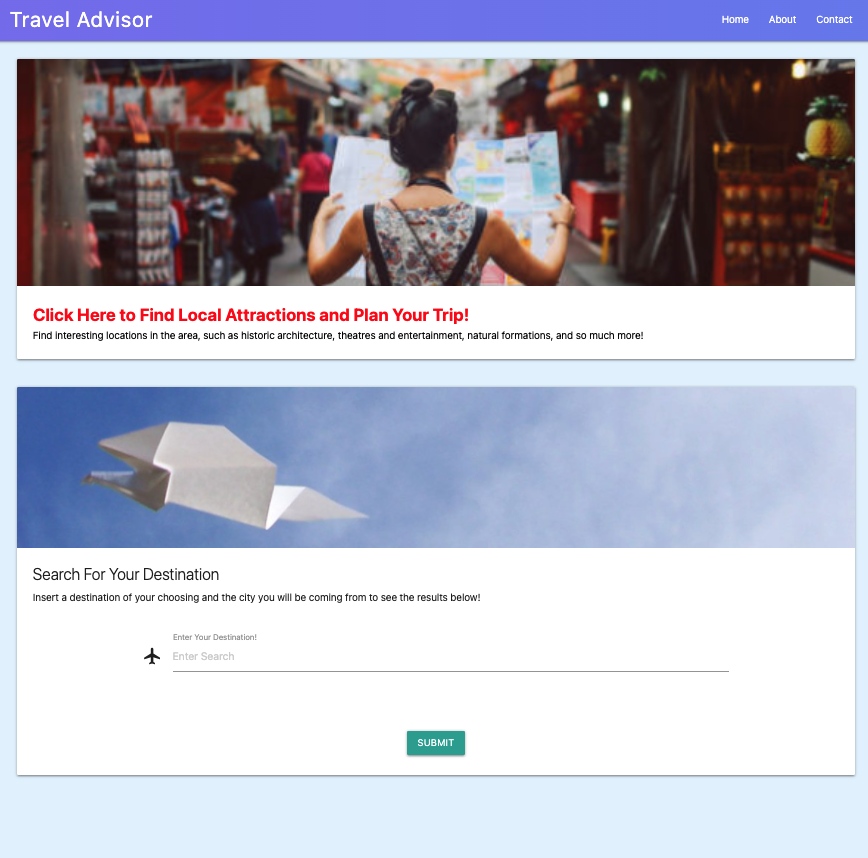 Travel Advisor
Home About Contact
Click Here to Find Local Attractions and Plan Your Trip!
Find interesting locations in the area, such as historic architecture, theatres and entertainment, natural formations, and so much more!
Search For Your Destination
Insert a destination of your choosing and the city you will be coming from to see the results below!
Enter Your Destination!
Enter Search
SUBMIT